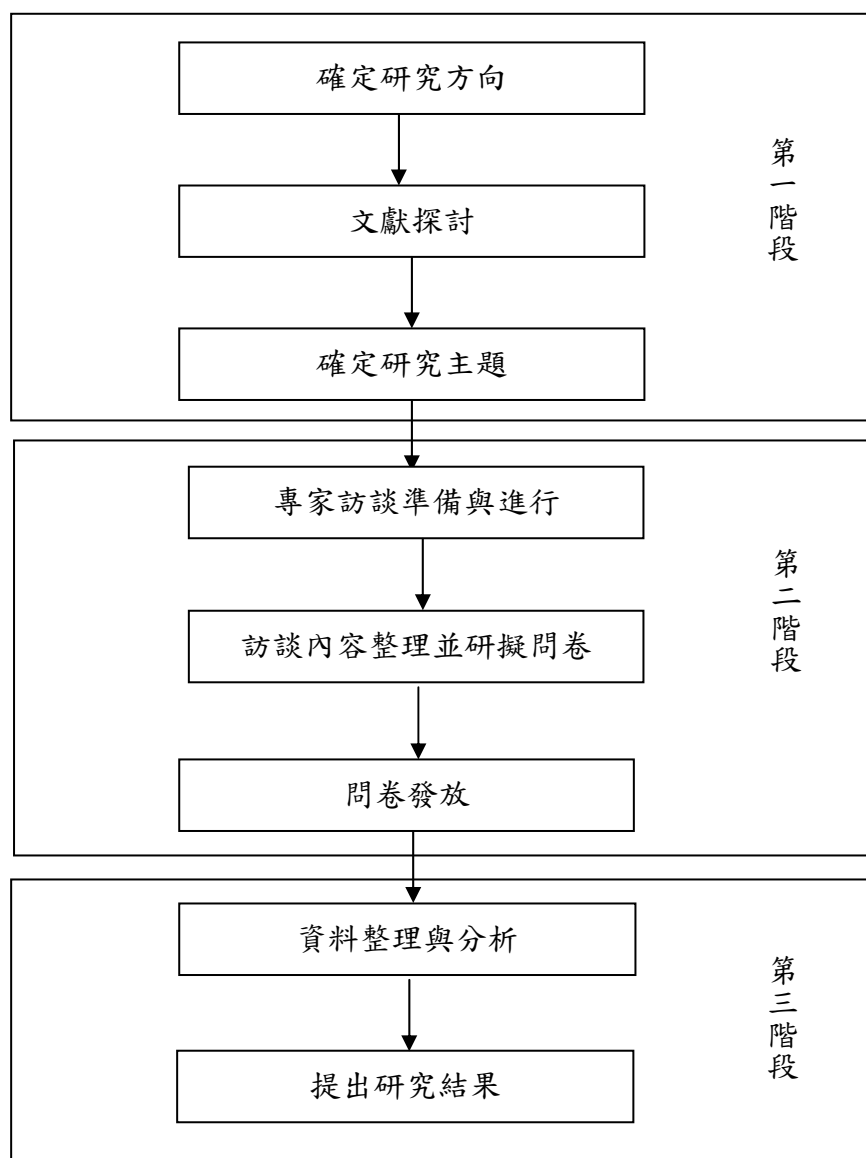 確定研究方向
文獻探討
確定研究主題
第一階段
專家訪談準備與進行
訪談內容整理並研擬問卷
問卷發放
第二階段
資料整理與分析
提出研究結果
第三階段